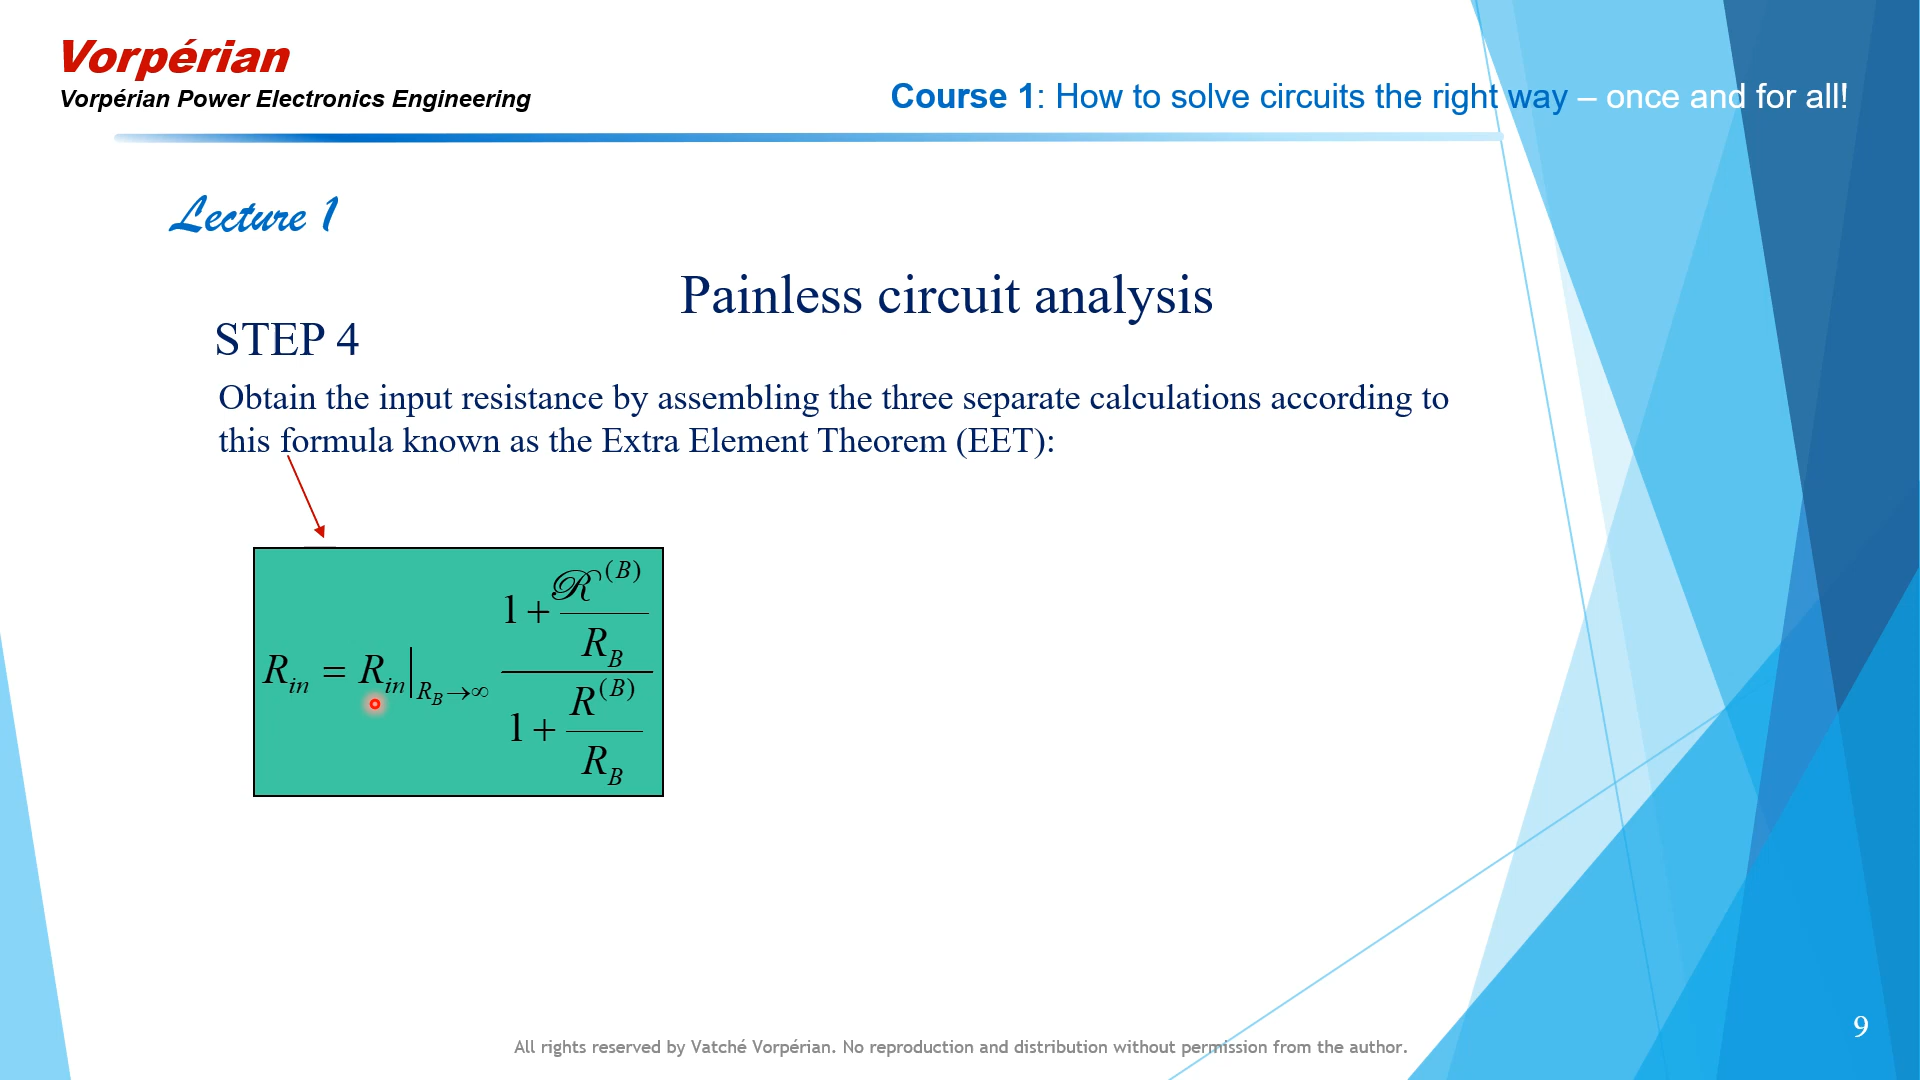 Vorpérian
Vorpérian Power Electronics Engineering
Course 1: How to solve circuits the right way – once and for all!
Lecture 1
Painless circuit analysis
STEP 4
Obtain the input resistance by assembling the three separate calculations according to
this formula known as the Extra Element Theorem (EET):
R_in = R_in|_{R_B→∞} (1 + ℛ^(B)/R_B) / (1 + R^(B)/R_B)
All rights reserved by Vatché Vorpérian. No reproduction and distribution without permission from the author.
9